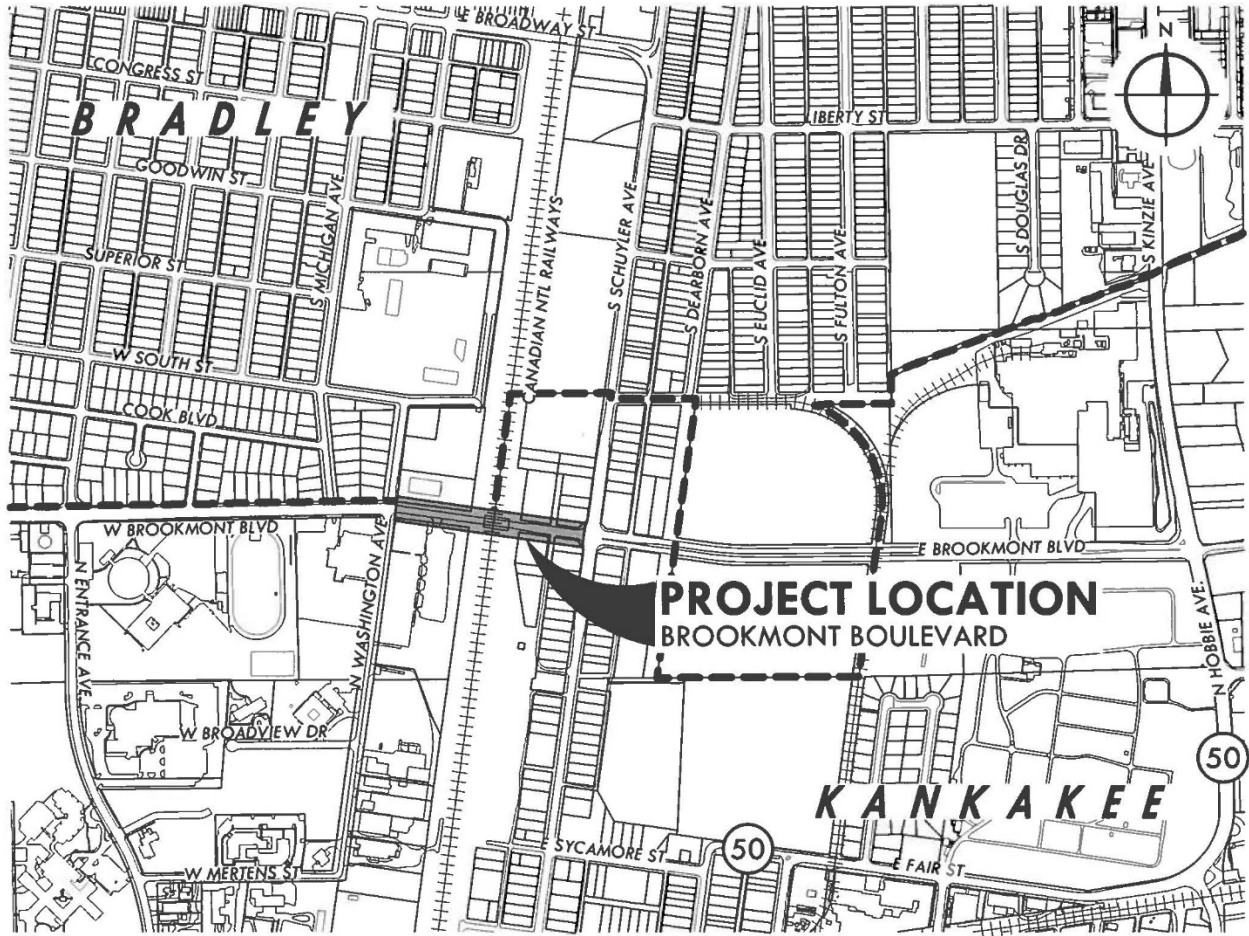 E BROADWAY ST
CONGRESS ST
N
BRADLEY
LIBERTY ST
GOODWIN ST
S MICHIGAN AVE
CANADIAN NTL RAILWAYS
S SCHUYLER AVE
S DEARBORN AVE
S EUCLID AVE
S FULTON AVE
S DOUGLAS DR
S KINZIE AVE
SUPERIOR ST
W SOUTH ST
COOK BLVD
W BROOKMONT BLVD
E BROOKMONT BLVD
N ENTRANCE AVE
N WASHINGTON AVE
PROJECT LOCATION
BROOKMONT BOULEVARD
N HOBBIE AVE.
W BROADVIEW DR
50
KANKAKEE
E SYCAMORE ST
50
E FAIR ST
W MERTENS ST